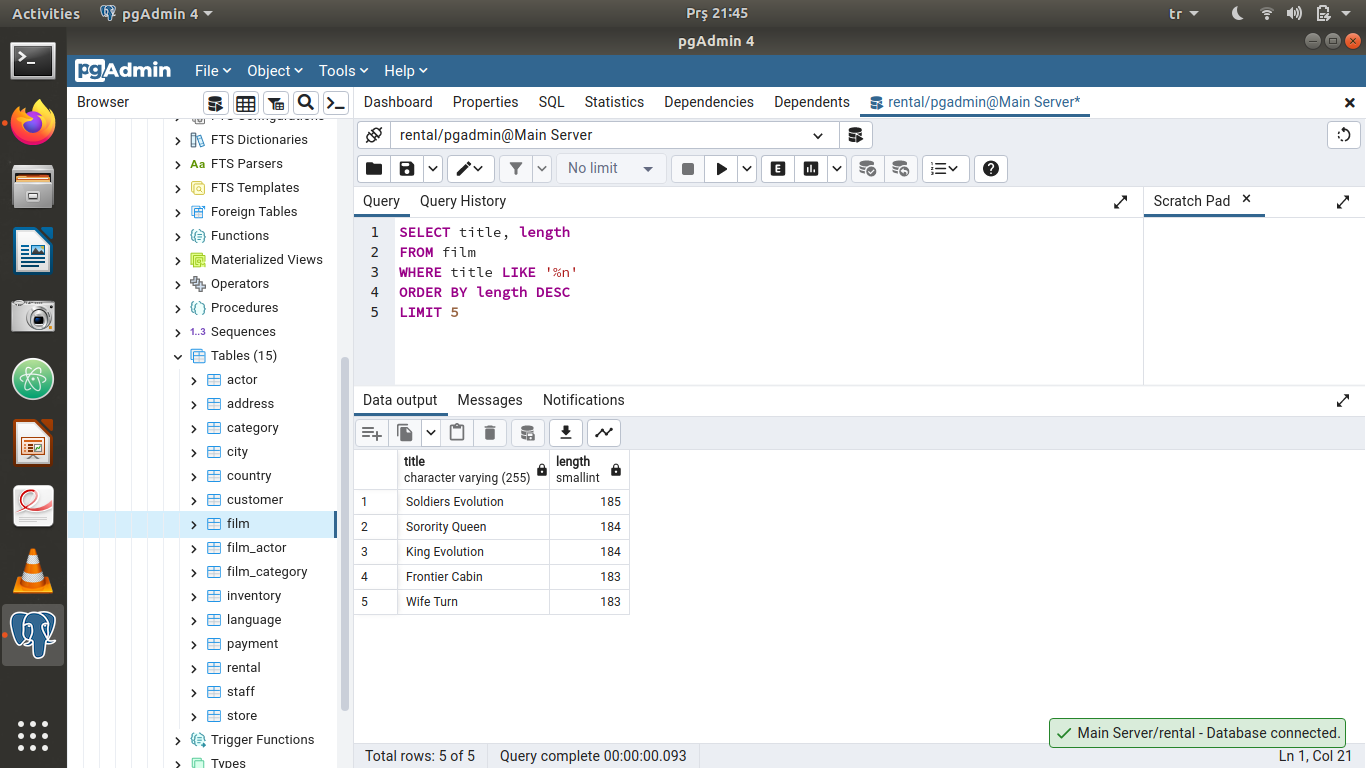 Activities pgAdmin 4 Prş 21:45 tr
pgAdmin 4
pgAdmin File Object Tools Help
Browser Dashboard Properties SQL Statistics Dependencies Dependents rental/pgadmin@Main Server*
FTS Configurations
FTS Dictionaries
Aa FTS Parsers
FTS Templates
Foreign Tables
Functions
Materialized Views
Operators
Procedures
1..3 Sequences
Tables (15)
actor
address
category
city
country
customer
film
film_actor
film_category
inventory
language
payment
rental
staff
store
Trigger Functions
Types
rental/pgadmin@Main Server
No limit E
Query Query History Scratch Pad
1 SELECT title, length
2 FROM film
3 WHERE title LIKE '%n'
4 ORDER BY length DESC
5 LIMIT 5
Data output Messages Notifications
title length
character varying (255) smallint
1 Soldiers Evolution 185
2 Sorority Queen 184
3 King Evolution 184
4 Frontier Cabin 183
5 Wife Turn 183
Main Server/rental - Database connected.
Total rows: 5 of 5 Query complete 00:00:00.093 Ln 1, Col 21